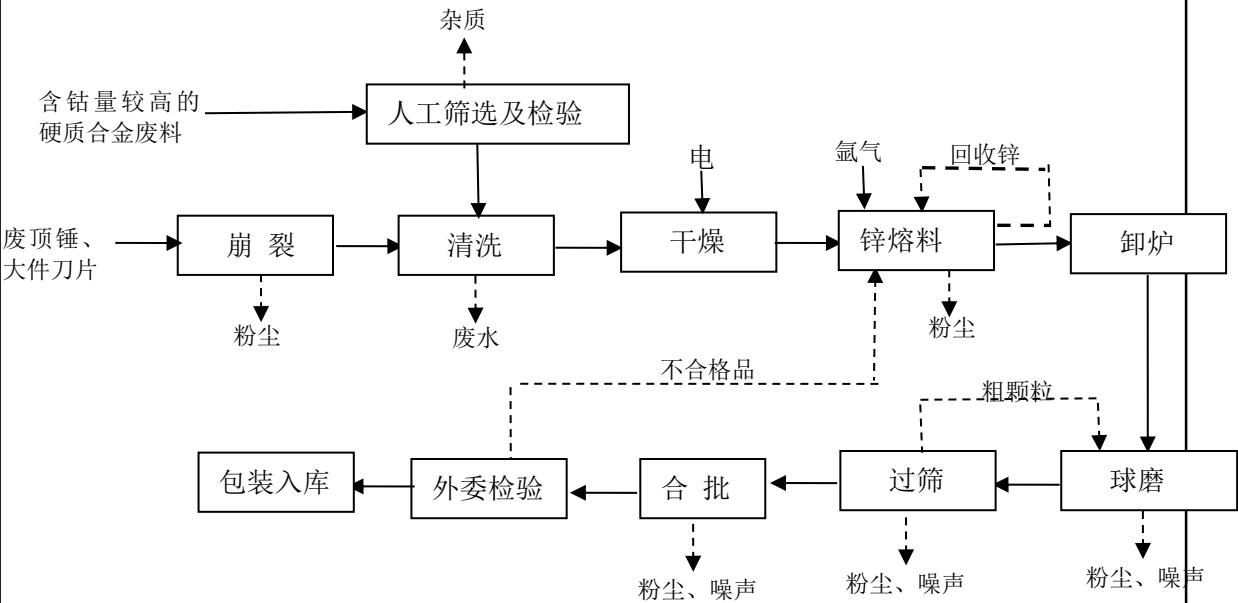 杂质
含钴量较高的
硬质合金废料
人工筛选及检验
电
氩气
回收锌
废顶锤、
大件刀片
崩 裂
清洗
干燥
锌熔料
卸炉
粉尘
废水
粉尘
不合格品
粗颗粒
包装入库
外委检验
合 批
过筛
球磨
粉尘、噪声
粉尘、噪声
粉尘、噪声